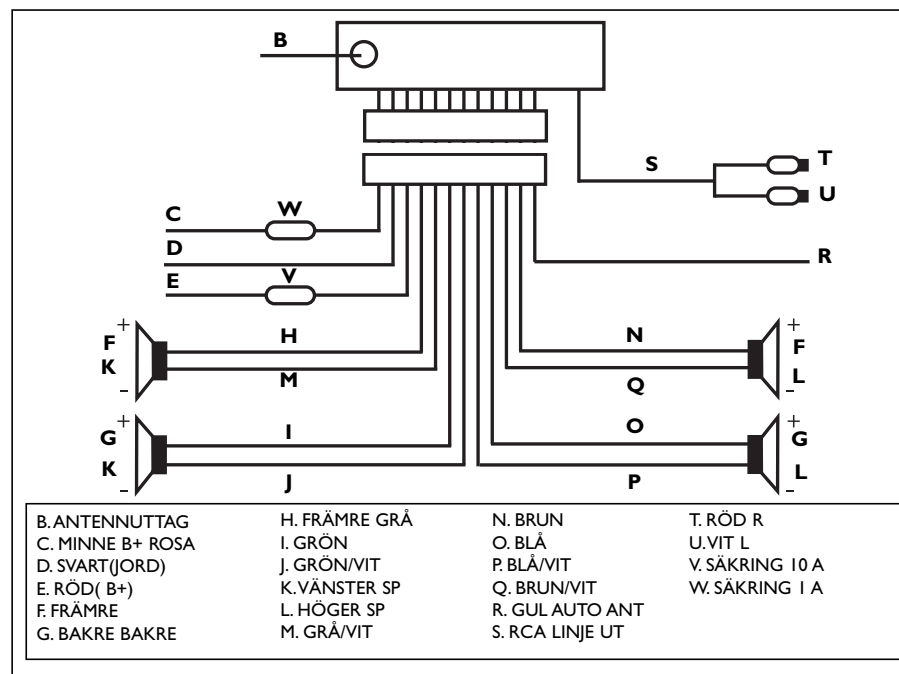 B
S
T
U
C
W
D
R
E
V
+
F
K
-
H
M
N
Q
+
F
L
-
+
G
K
-
I
J
O
P
+
G
L
-
B. ANTENNUTTAG
C. MINNE B+ ROSA
D. SVART(JORD)
E. RÖD( B+)
F. FRÄMRE
G. BAKRE BAKRE
H. FRÄMRE GRÅ
I. GRÖN
J. GRÖN/VIT
K. VÄNSTER SP
L. HÖGER SP
M. GRÅ/VIT
N. BRUN
O. BLÅ
P. BLÅ/VIT
Q. BRUN/VIT
R. GUL AUTO ANT
S. RCA LINJE UT
T. RÖD R
U. VIT L
V. SÄKRING 10 A
W. SÄKRING 1 A